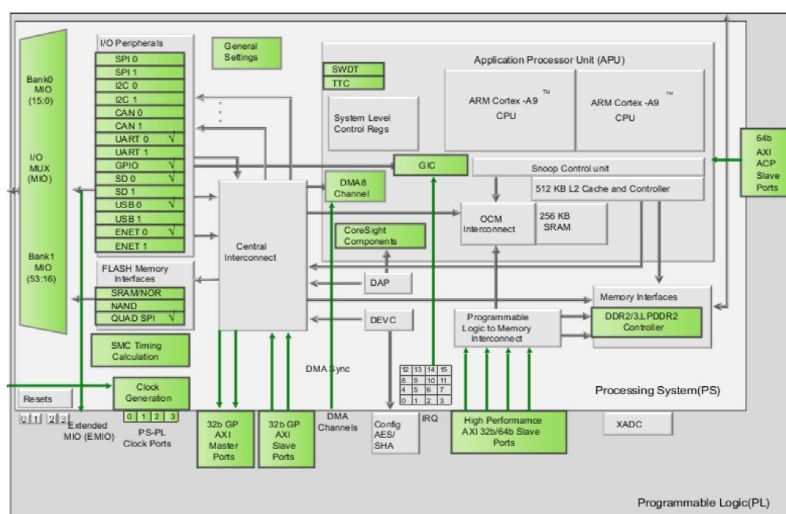 I/O Peripherals
SPI 0
SPI 1
I2C 0
I2C 1
CAN 0
CAN 1
UART 0 √
UART 1
GPIO √
SD 0 √
SD 1
USB 0 √
USB 1
ENET 0 √
ENET 1
Bank0
MIO
(15:0)
I/O
MUX
(MIO)
Bank1
MIO
(53:16)
FLASH Memory
Interfaces
SRAM/NOR
NAND
QUAD SPI √
SMC Timing
Calculation
General
Settings
Central
Interconnect
Application Processor Unit (APU)
SWDT
TTC
System Level
Control Regs
ARM Cortex -A9 ™
CPU
ARM Cortex -A9 ™
CPU
GIC
Snoop Control unit
512 KB L2 Cache and Controller
DMA8
Channel
CoreSight
Components
OCM
Interconnect
256 KB
SRAM
64b
AXI
ACP
Slave
Ports
DAP
DEVC
Programmable
Logic to Memory
Interconnect
Memory Interfaces
DDR2/3,LPDDR2
Controller
DMA Sync
12 13 14 15
8 9 10 11
4 5 6 7
0 1 2 3
Processing System(PS)
Resets
0 1 2 3
Clock
Generation
0 1 2 3
Extended
MIO (EMIO)
PS-PL
Clock Ports
32b GP
AXI
Master
Ports
32b GP
AXI
Slave
Ports
DMA
Channels
Config
AES/
SHA
IRQ
High Performamce
AXI 32b/64b Slave
Ports
XADC
Programmable Logic(PL)